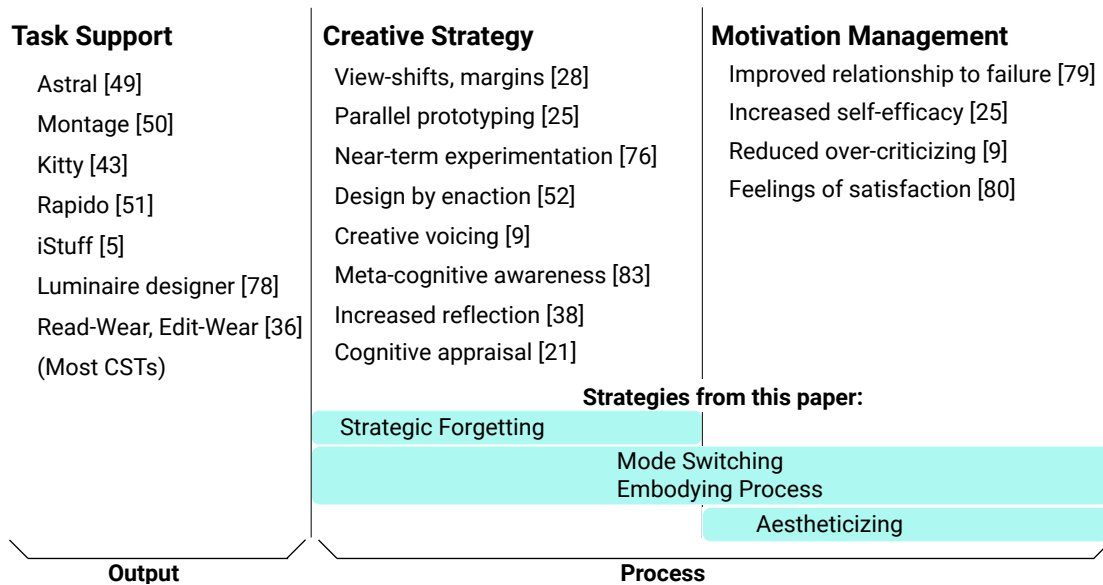 Task Support
Astral [49]
Montage [50]
Kitty [43]
Rapido [51]
iStuff [5]
Luminaire designer [78]
Read-Wear, Edit-Wear [36]
(Most CSTs)
Creative Strategy
View-shifts, margins [28]
Parallel prototyping [25]
Near-term experimentation [76]
Design by enaction [52]
Creative voicing [9]
Meta-cognitive awareness [83]
Increased reflection [38]
Cognitive appraisal [21]
Motivation Management
Improved relationship to failure [79]
Increased self-efficacy [25]
Reduced over-criticizing [9]
Feelings of satisfaction [80]
Strategies from this paper:
Strategic Forgetting
Mode Switching
Embodying Process
Aestheticizing
Output
Process